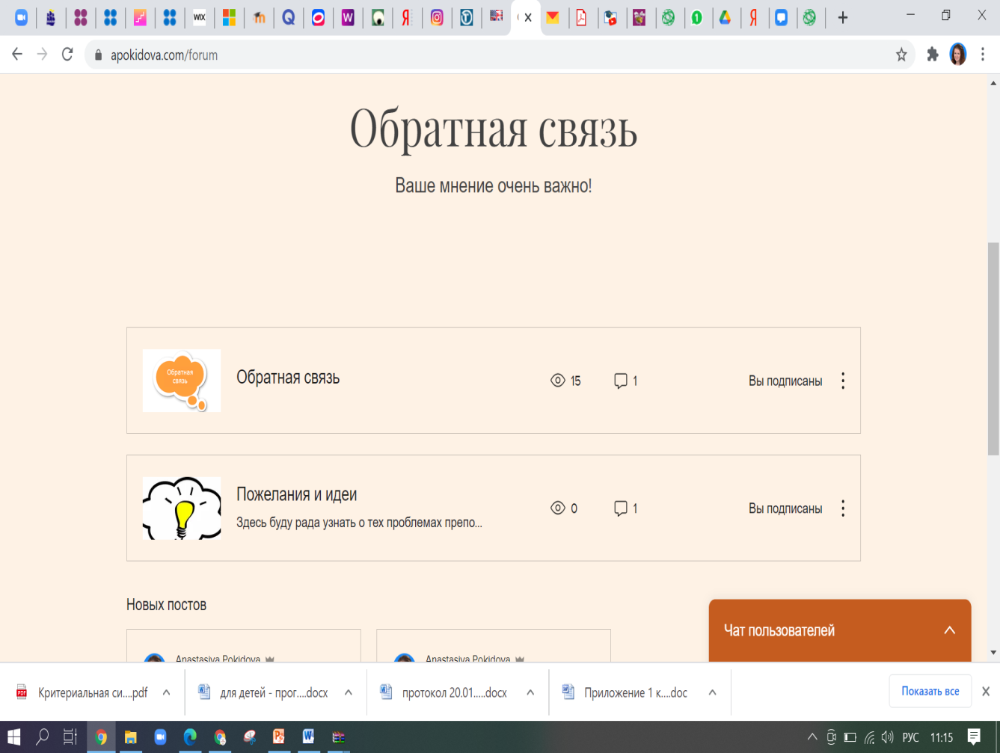 WIX
apokidova.com/forum
Обратная связь
Ваше мнение очень важно!
Обратная
связь
Обратная связь
15
1
Вы подписаны
Пожелания и идеи
Здесь буду рада узнать о тех проблемах препо...
0
1
Вы подписаны
Новых постов
Anastasiya Pokidova
Anastasiya Pokidova
Чат пользователей
Критериальная си....pdf
для детей - прог....docx
протокол 20.01.....docx
Приложение 1 к....doc
Показать все
РУС
11:15